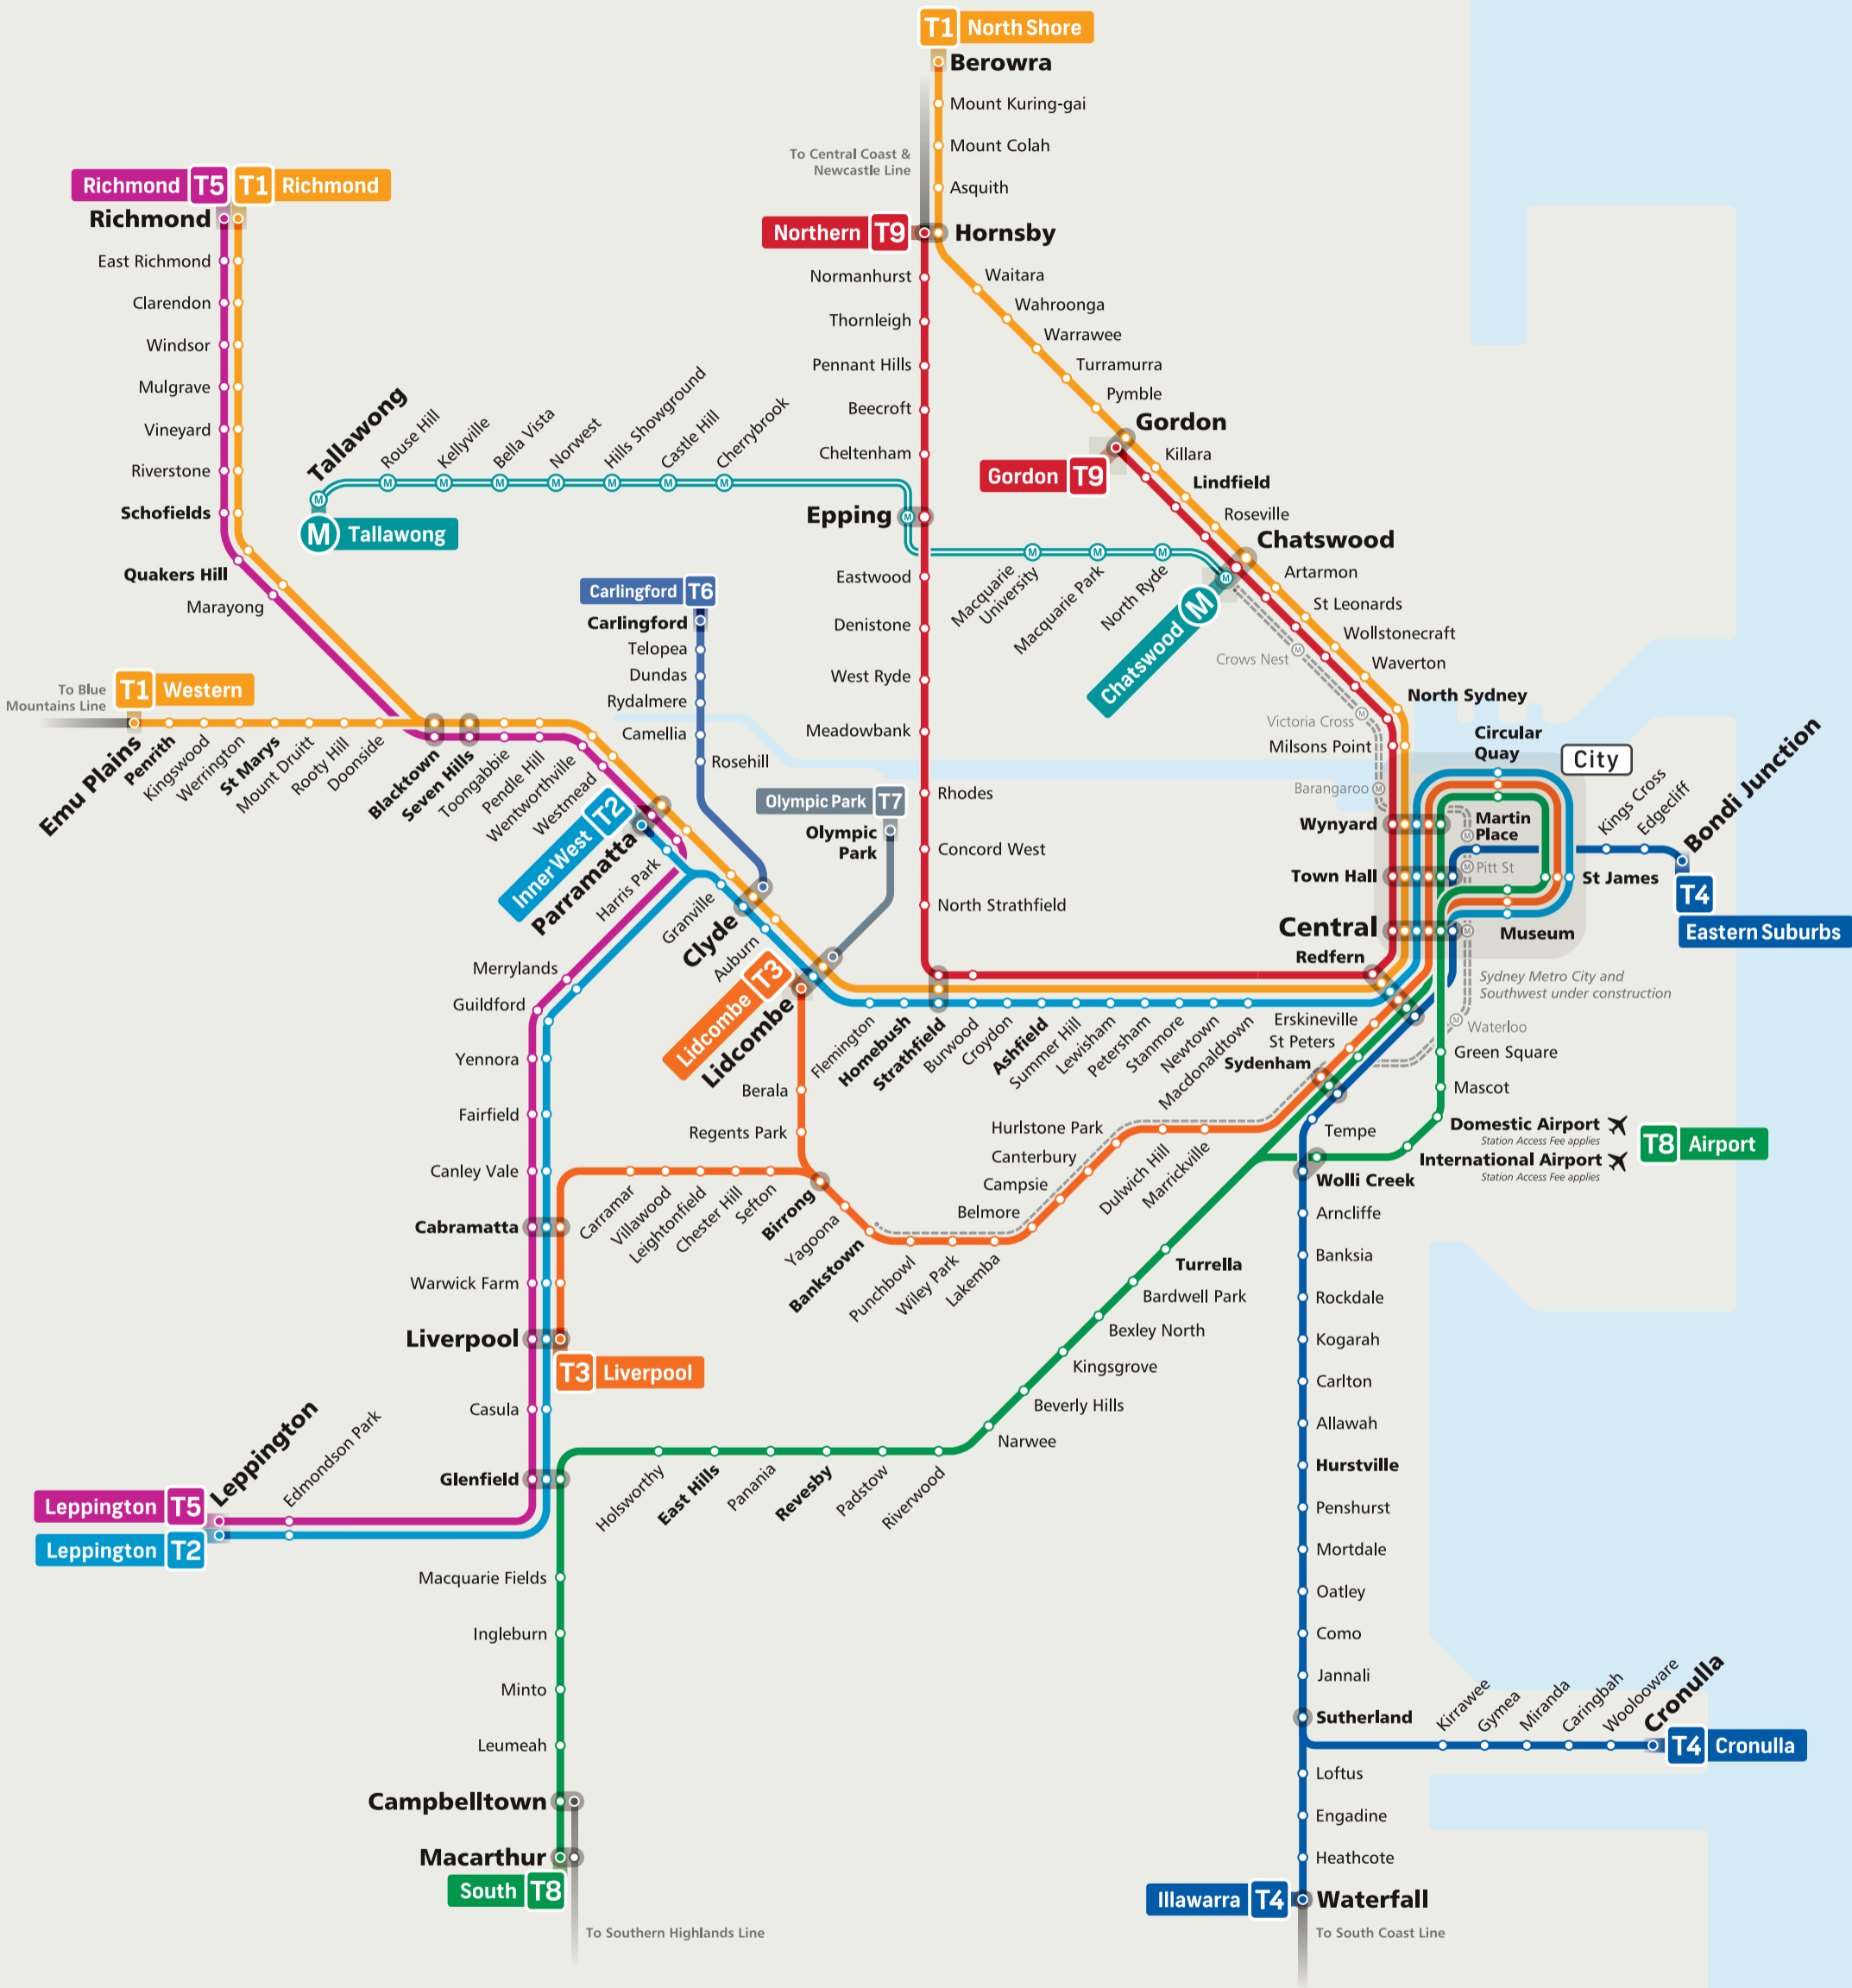 T1 North Shore
Berowra
Mount Kuring-gai
Mount Colah
To Central Coast &
Newcastle Line
Asquith
Richmond T5 T1 Richmond
Richmond
Northern T9
Hornsby
East Richmond
Clarendon
Windsor
Mulgrave
Vineyard
Riverstone
Schofields
Quakers Hill
Marayong
Normanhurst
Thornleigh
Pennant Hills
Beecroft
Cheltenham
Epping
Eastwood
Denistone
West Ryde
Meadowbank
Rhodes
Concord West
North Strathfield
Waitara
Wahroonga
Warrawee
Turramurra
Pymble
Gordon
Gordon T9
Killara
Lindfield
Roseville
Chatswood
Artarmon
St Leonards
Wollstonecraft
Waverton
North Sydney
Milsons Point
Tallawong
M Tallawong
Rouse Hill
Kellyville
Bella Vista
Norwest
Hills Showground
Castle Hill
Cherrybrook
M
M
M
M
M
M
M
M
M
Macquarie
University
M
Macquarie Park
M
North Ryde
M
M
Chatswood M
Crows Nest
M
Victoria Cross
M
Barangaroo
M
Carlingford T6
Carlingford
Telopea
Dundas
Rydalmere
Camellia
Rosehill
Olympic Park T7
Olympic
Park
To Blue
Mountains Line
T1 Western
Emu Plains
Penrith
Kingswood
Werrington
St Marys
Mount Druitt
Rooty Hill
Doonside
Blacktown
Seven Hills
Toongabbie
Pendle Hill
Wentworthville
Westmead
Inner West T2
Parramatta
Harris Park
Granville
Clyde
Auburn
Lidcombe T3
Lidcombe
Flemington
Homebush
Strathfield
Burwood
Croydon
Ashfield
Summer Hill
Lewisham
Petersham
Stanmore
Newtown
Macdonaldtown
Circular
Quay
City
Wynyard
Martin
Place
M
Pitt St
M
Town Hall
St James
Central
M
Museum
Redfern
Kings Cross
Edgecliff
Bondi Junction
T4
Eastern Suburbs
Sydney Metro City and
Southwest under construction
Waterloo
M
Erskineville
St Peters
Sydenham
Green Square
Mascot
Domestic Airport
Station Access Fee applies
International Airport
Station Access Fee applies
T8 Airport
Tempe
Wolli Creek
Merrylands
Guildford
Yennora
Fairfield
Canley Vale
Cabramatta
Warwick Farm
Liverpool
T3 Liverpool
Casula
Glenfield
Berala
Regents Park
Carramar
Villawood
Leightonfield
Chester Hill
Sefton
Birrong
Yagoona
Bankstown
Punchbowl
Wiley Park
Lakemba
Belmore
Campsie
Canterbury
Hurlstone Park
Dulwich Hill
Marrickville
Turrella
Bardwell Park
Bexley North
Kingsgrove
Beverly Hills
Narwee
Riverwood
Padstow
Revesby
Panania
East Hills
Holsworthy
Leppington
Edmondson Park
Leppington T5
Leppington T2
Macquarie Fields
Ingleburn
Minto
Leumeah
Campbelltown
Macarthur
South T8
To Southern Highlands Line
Arncliffe
Banksia
Rockdale
Kogarah
Carlton
Allawah
Hurstville
Penshurst
Mortdale
Oatley
Como
Jannali
Sutherland
Kirrawee
Gymea
Miranda
Caringbah
Woolooware
Cronulla
T4 Cronulla
Loftus
Engadine
Heathcote
Illawarra T4
Waterfall
To South Coast Line